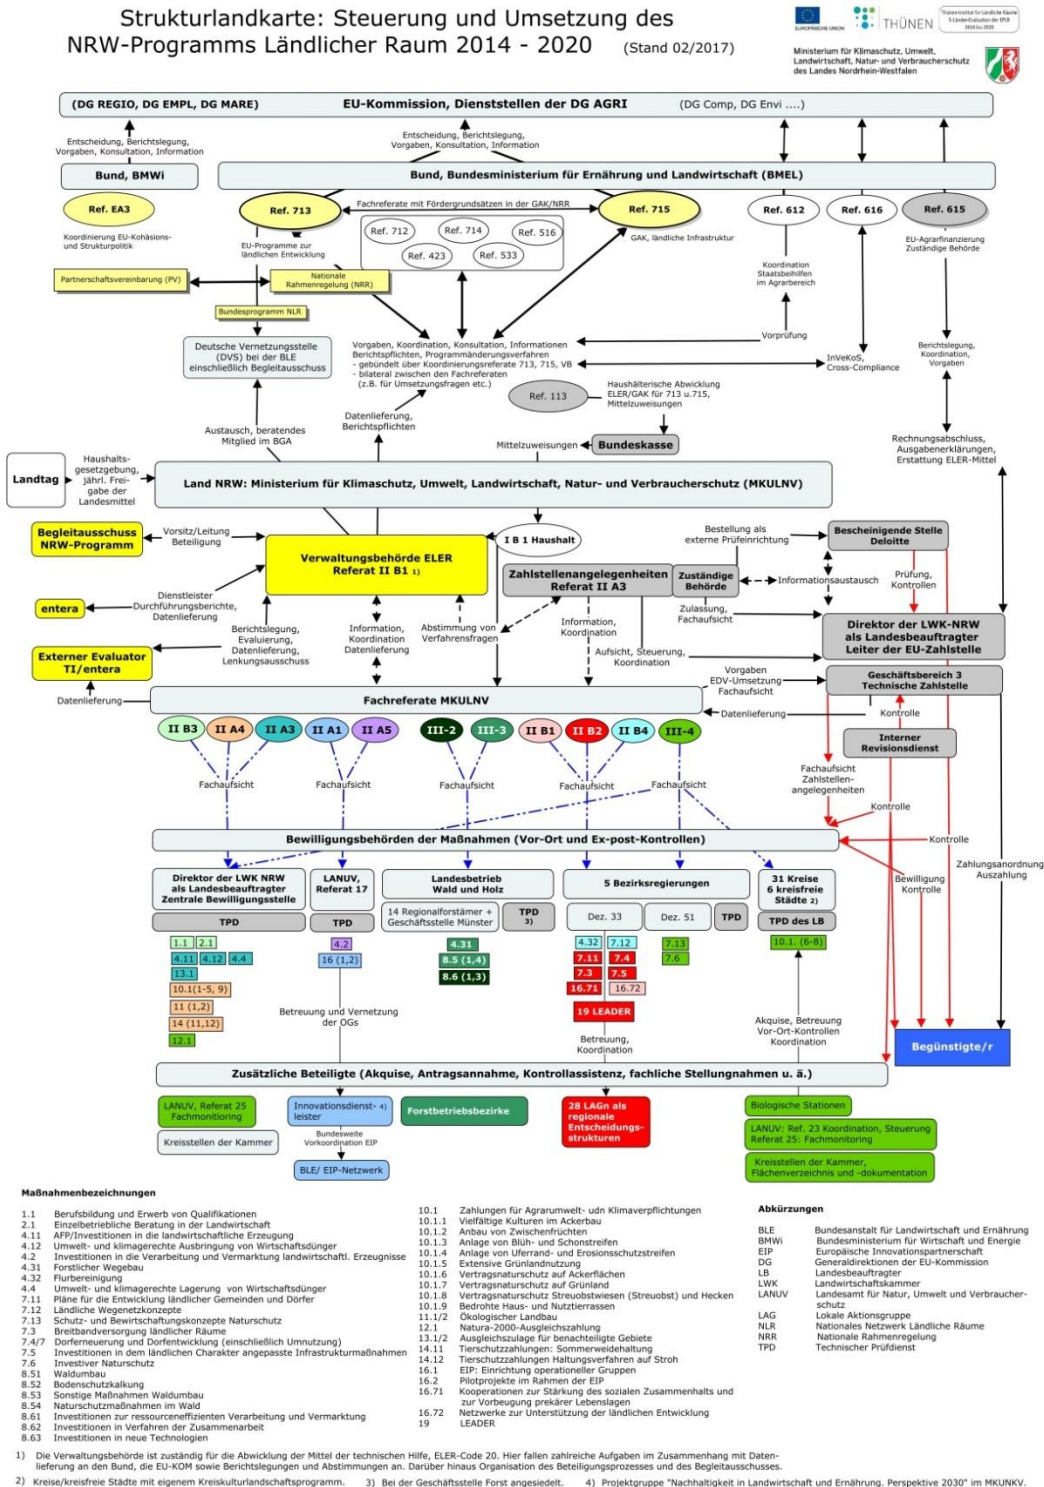 Strukturlandkarte: Steuerung und Umsetzung des
NRW-Programms Ländlicher Raum 2014 - 2020 (Stand 02/2017)
EUROPÄISCHE UNION
THÜNEN
Thünen-Institut für Ländliche Räume
5-Länder-Evaluation der EPLR
2014 bis 2020
Ministerium für Klimaschutz, Umwelt,
Landwirtschaft, Natur- und Verbraucherschutz
des Landes Nordrhein-Westfalen
(DG REGIO, DG EMPL, DG MARE)
EU-Kommission, Dienststellen der DG AGRI
(DG Comp, DG Envi ....)
Entscheidung, Berichtslegung,
Vorgaben, Konsultation, Information
Entscheidung, Berichtslegung,
Vorgaben, Konsultation, Information
Bund, BMWi
Bund, Bundesministerium für Ernährung und Landwirtschaft (BMEL)
Ref. EA3
Ref. 713
Fachreferate mit Fördergrundsätzen in der GAK/NRR
Ref. 715
Ref. 612
Ref. 616
Ref. 615
Ref. 712
Ref. 714
Ref. 516
Ref. 423
Ref. 533
Koordinierung EU-Kohäsions-
und Strukturpolitik
EU-Programme zur
ländlichen Entwicklung
GAK, ländliche Infrastruktur
EU-Agrarfinanzierung
Zuständige Behörde
Koordination
Staatsbeihilfen
im Agrarbereich
Partnerschaftsvereinbarung (PV)
Nationale
Rahmenregelung (NRR)
Bundesprogramm NLR
Deutsche Vernetzungsstelle
(DVS) bei der BLE
einschließlich Begleitausschuss
Vorgaben, Koordination, Konsultation, Informationen
Berichtspflichten, Programmänderungsverfahren
- gebündelt über Koordinierungsreferate 713, 715, VB
- bilateral zwischen den Fachreferaten
(z.B. für Umsetzungsfragen etc.)
Vorprüfung
InVeKoS,
Cross-Compliance
Berichtslegung,
Koordination,
Vorgaben
Ref. 113
Haushälterische Abwicklung
ELER/GAK für 713 u.715,
Mittelzuweisungen
Datenlieferung,
Berichtspflichten
Austausch, beratendes
Mitglied im BGA
Mittelzuweisungen
Bundeskasse
Rechnungsabschluss,
Ausgabenerklärungen,
Erstattung ELER-Mittel
Landtag
Haushalts-
gesetzgebung,
jährl. Frei-
gabe der
Landesmittel
Land NRW: Ministerium für Klimaschutz, Umwelt, Landwirtschaft, Natur- und Verbraucherschutz (MKULNV)
Begleitausschuss
NRW-Programm
Vorsitz/Leitung
Beteiligung
Verwaltungsbehörde ELER
Referat II B1 1)
I B 1 Haushalt
Bestellung als
externe Prüfeinrichtung
Bescheinigende Stelle
Deloitte
Zahlstellenangelegenheiten
Referat II A3
Zuständige
Behörde
Informationsaustausch
Prüfung,
Kontrollen
entera
Dienstleister
Durchführungsberichte,
Datenlieferung
Zulassung,
Fachaufsicht
Direktor der LWK-NRW
als Landesbeauftragter
Leiter der EU-Zahlstelle
Externer Evaluator
TI/entera
Berichtslegung,
Evaluierung,
Datenlieferung,
Lenkungsausschuss
Information,
Koordination
Datenlieferung
Abstimmung von
Verfahrensfragen
Information,
Koordination
Aufsicht, Steuerung,
Koordination
Vorgaben
EDV-Umsetzung
Fachaufsicht
Geschäftsbereich 3
Technische Zahlstelle
Datenlieferung
Fachreferate MKULNV
Datenlieferung
Kontrolle
Interner
Revisionsdienst
II B3
II A4
II A3
II A1
II A5
III-2
III-3
II B1
II B2
II B4
III-4
Fachaufsicht
Fachaufsicht
Fachaufsicht
Fachaufsicht
Fachaufsicht
Fachaufsicht
Zahlstellen-
angelegenheiten
Kontrolle
Bewilligungsbehörden der Maßnahmen (Vor-Ort und Ex-post-Kontrollen)
Kontrolle
Zahlungsanordnung
Auszahlung
Bewilligung
Kontrolle
Direktor der LWK NRW
als Landesbeauftragter
Zentrale Bewilligungsstelle
TPD
LANUV,
Referat 17
TPD
Landesbetrieb
Wald und Holz
14 Regionalforstämer +
Geschäftsstelle Münster
TPD
3)
5 Bezirksregierungen
Dez. 33
Dez. 51
TPD
31 Kreise
6 kreisfreie
Städte 2)
TPD des LB
1.1
2.1
4.11
4.12
4.4
13.1
10.1(1-5, 9)
11 (1,2)
14 (11,12)
12.1
4.2
16 (1,2)
4.31
8.5 (1,4)
8.6 (1,3)
4.32
7.12
7.11
7.4
7.3
7.5
16.71
16.72
19 LEADER
7.13
7.6
10.1. (6-8)
Betreuung und Vernetzung
der OGs
Betreuung,
Koordination
Akquise, Betreuung
Vor-Ort-Kontrollen
Koordination
Begünstigte/r
Zusätzliche Beteiligte (Akquise, Antragsannahme, Kontrollassistenz, fachliche Stellungnahmen u. ä.)
LANUV, Referat 25
Fachmonitoring
Kreisstellen der Kammer
Innovationsdienst- 4)
leister
Bundesweite
Vorkoordination EIP
BLE/ EIP-Netzwerk
Forstbetriebsbezirke
28 LAGn als
regionale
Entscheidungs-
strukturen
Biologische Stationen
LANUV: Ref. 23 Koordination, Steuerung
Referat 25: Fachmonitoring
Kreisstellen der Kammer,
Flächenverzeichnis und -dokumentation
Maßnahmenbezeichnungen
1.1 Berufsbildung und Erwerb von Qualifikationen
2.1 Einzelbetriebliche Beratung in der Landwirtschaft
4.11 AFP/Investitionen in die landwirtschaftliche Erzeugung
4.12 Umwelt- und klimagerechte Ausbringung von Wirtschaftsdünger
4.2 Investitionen in die Verarbeitung und Vermarktung landwirtschaftl. Erzeugnisse
4.31 Forstlicher Wegebau
4.32 Flurbereinigung
4.4 Umwelt- und klimagerechte Lagerung von Wirtschaftsdünger
7.11 Pläne für die Entwicklung ländlicher Gemeinden und Dörfer
7.12 Ländliche Wegenetzkonzepte
7.13 Schutz- und Bewirtschaftungskonzepte Naturschutz
7.3 Breitbandversorgung ländlicher Räume
7.4/7 Dorferneuerung und Dorfentwicklung (einschließlich Umnutzung)
7.5 Investitionen in dem ländlichen Charakter angepasste Infrastrukturmaßnahmen
7.6 Investiver Naturschutz
8.51 Waldumbau
8.52 Bodenschutzkalkung
8.53 Sonstige Maßnahmen Waldumbau
8.54 Naturschutzmaßnahmen im Wald
8.61 Investitionen zur ressourceneffizienten Verarbeitung und Vermarktung
8.62 Investitionen in Verfahren der Zusammenarbeit
8.63 Investitionen in neue Technologien
10.1 Zahlungen für Agrarumwelt- udn Klimaverpflichtungen
10.1.1 Vielfältige Kulturen im Ackerbau
10.1.2 Anbau von Zwischenfrüchten
10.1.3 Anlage von Blüh- und Schonstreifen
10.1.4 Anlage von Uferrand- und Erosionsschutzstreifen
10.1.5 Extensive Grünlandnutzung
10.1.6 Vertragsnaturschutz auf Ackerflächen
10.1.7 Vertragsnaturschutz auf Grünland
10.1.8 Vertragsnaturschutz Streuobstwiesen (Streuobst) und Hecken
10.1.9 Bedrohte Haus- und Nutztierrassen
11.1/2 Ökologischer Landbau
12.1 Natura-2000-Ausgleichszahlung
13.1/2 Ausgleichszulage für benachteiligte Gebiete
14.11 Tierschutzzahlungen: Sommerweidehaltung
14.12 Tierschutzzahlungen Haltungsverfahren auf Stroh
16.1 EIP: Einrichtung operationeller Gruppen
16.2 Pilotprojekte im Rahmen der EIP
16.71 Kooperationen zur Stärkung des sozialen Zusammenhalts und
zur Vorbeugung prekärer Lebenslagen
16.72 Netzwerke zur Unterstützung der ländlichen Entwicklung
19 LEADER
Abkürzungen
BLE Bundesanstalt für Landwirtschaft und Ernährung
BMWi Bundesministerium für Wirtschaft und Energie
EIP Europäische Innovationspartnerschaft
DG Generaldirektionen der EU-Kommission
LB Landesbeauftragter
LWK Landwirtschaftskammer
LANUV Landesamt für Natur, Umwelt und Verbraucher-
schutz
LAG Lokale Aktionsgruppe
NLR Nationales Netzwerk Ländliche Räume
NRR Nationale Rahmenregelung
TPD Technischer Prüfdienst
1) Die Verwaltungsbehörde ist zuständig für die Abwicklung der Mittel der technischen Hilfe, ELER-Code 20. Hier fallen zahlreiche Aufgaben im Zusammenhang mit Daten-
lieferung an den Bund, die EU-KOM sowie Berichtslegungen und Abstimmungen an. Darüber hinaus Organisation des Beteiligungsprozesses und des Begleitausschusses.
2) Kreise/kreisfreie Städte mit eigenem Kreiskulturlandschaftsprogramm. 3) Bei der Geschäftsstelle Forst angesiedelt. 4) Projektgruppe "Nachhaltigkeit in Landwirtschaft und Ernährung. Perspektive 2030" im MKUNKV.